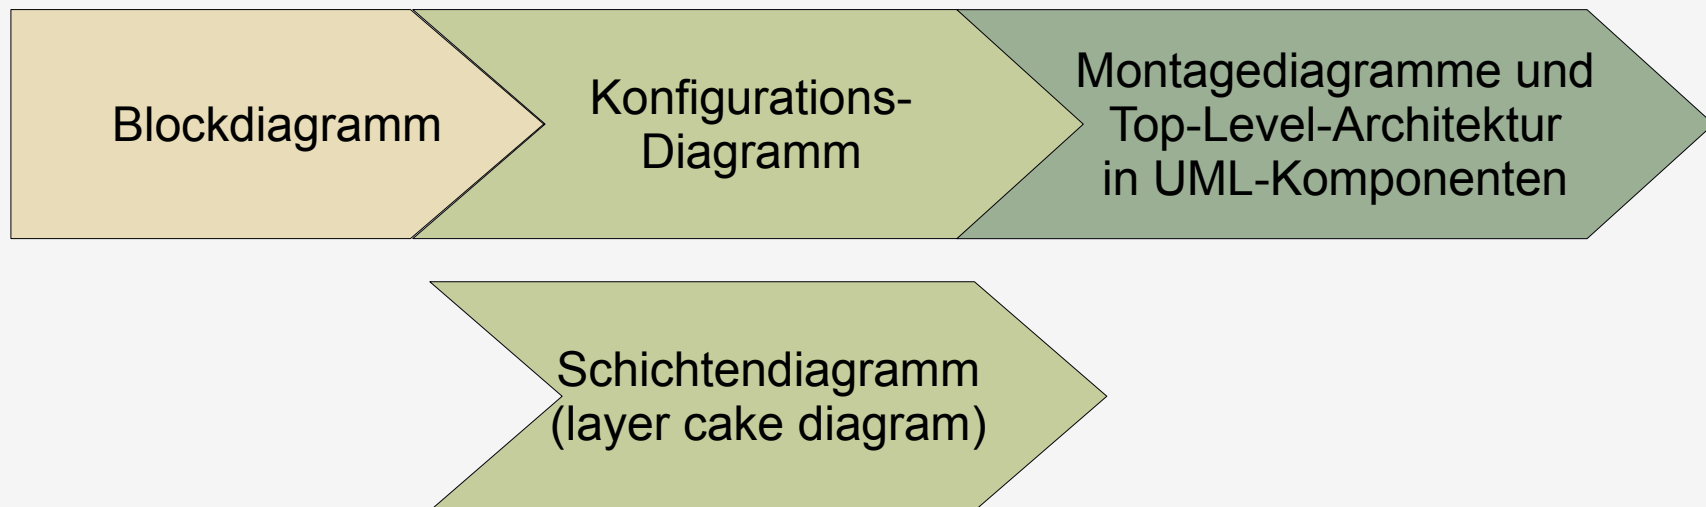 Blockdiagramm
Konfigurations-
Diagramm
Montagediagramme und
Top-Level-Architektur
in UML-Komponenten
Schichtendiagramm
(layer cake diagram)